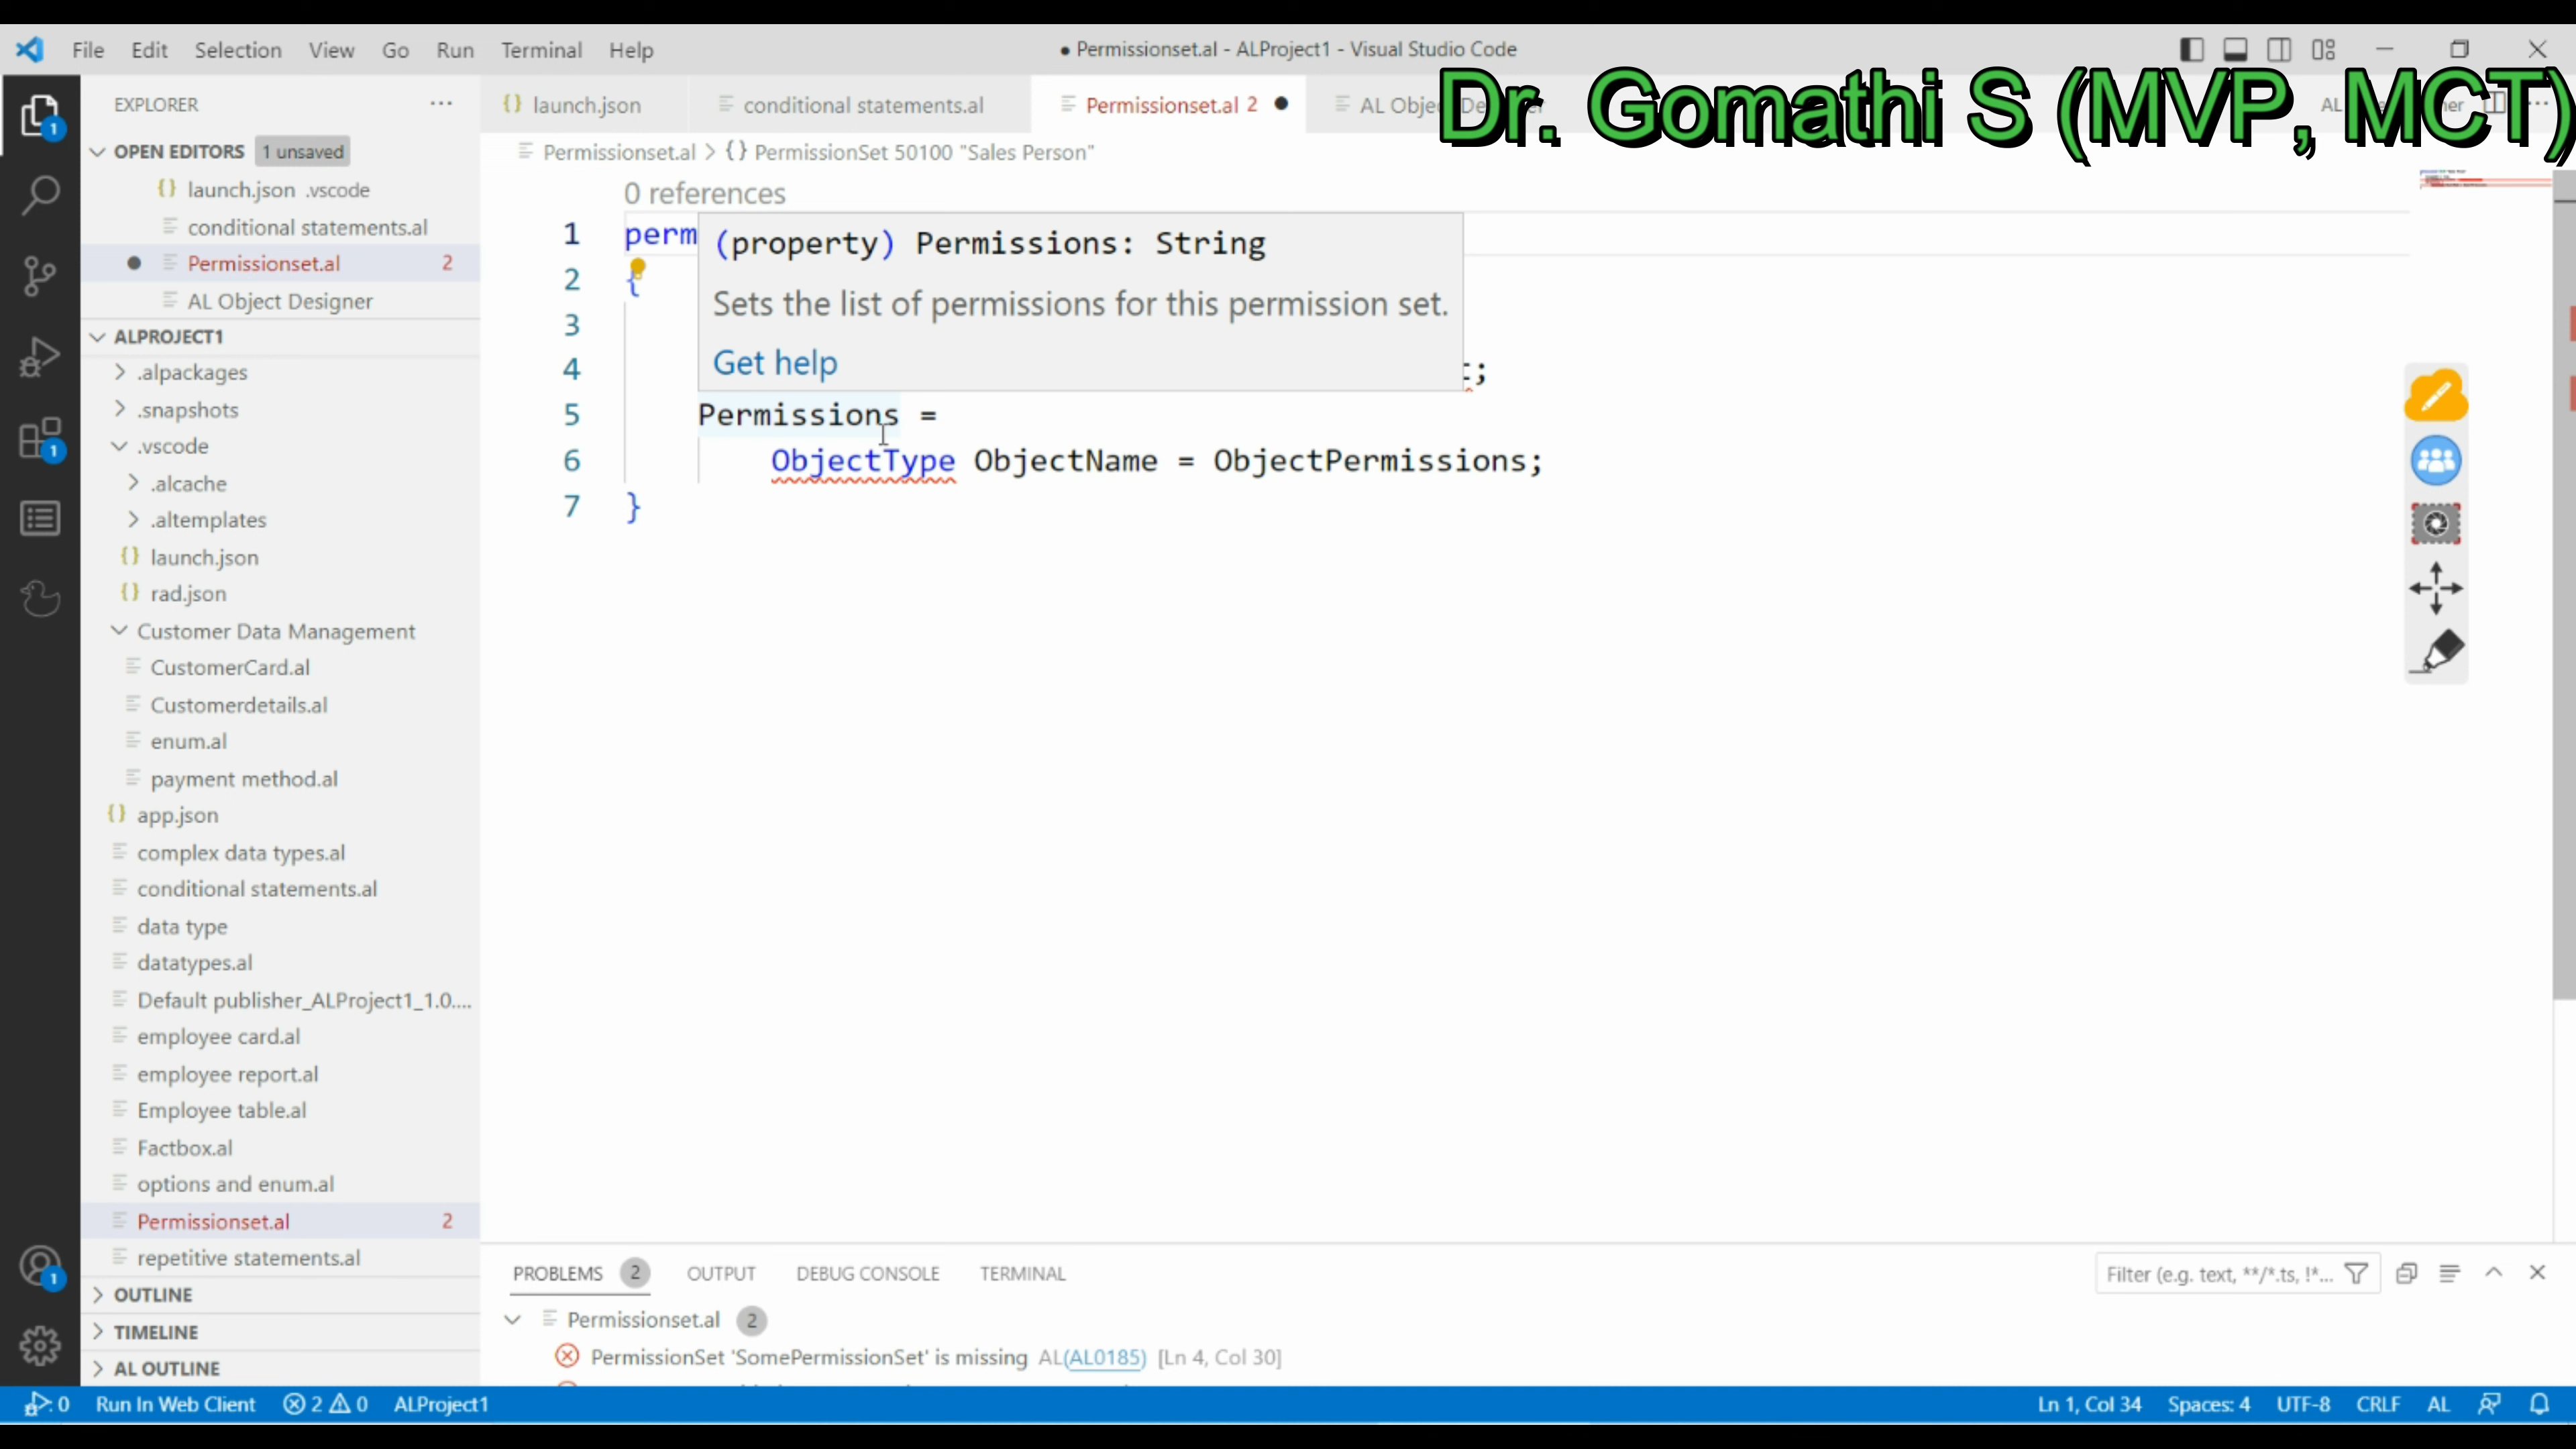 File Edit Selection View Go Run Terminal Help
● Permissionset.al - ALProject1 - Visual Studio Code
Dr. Gomathi S (MVP, MCT)
EXPLORER
launch.json
conditional statements.al
Permissionset.al 2
OPEN EDITORS 1 unsaved
launch.json .vscode
conditional statements.al
Permissionset.al 2
AL Object Designer
ALPROJECT1
.alpackages
.snapshots
.vscode
.alcache
.altemplates
launch.json
rad.json
Customer Data Management
CustomerCard.al
Customerdetails.al
enum.al
payment method.al
app.json
complex data types.al
conditional statements.al
data type
datatypes.al
Default publisher_ALProject1_1.0....
employee card.al
employee report.al
Employee table.al
Factbox.al
options and enum.al
Permissionset.al 2
repetitive statements.al
OUTLINE
TIMELINE
AL OUTLINE
Permissionset.al > {} PermissionSet 50100 "Sales Person"
0 references
1 perm
2 {
3
4 ;
5 Permissions =
6 ObjectType ObjectName = ObjectPermissions;
7 }
(property) Permissions: String
Sets the list of permissions for this permission set.
Get help
PROBLEMS 2 OUTPUT DEBUG CONSOLE TERMINAL
Filter (e.g. text, **/*.ts, !*...
Permissionset.al 2
PermissionSet 'SomePermissionSet' is missing AL(AL0185) [Ln 4, Col 30]
0 Run In Web Client 2 0 ALProject1
Ln 1, Col 34 Spaces: 4 UTF-8 CRLF AL